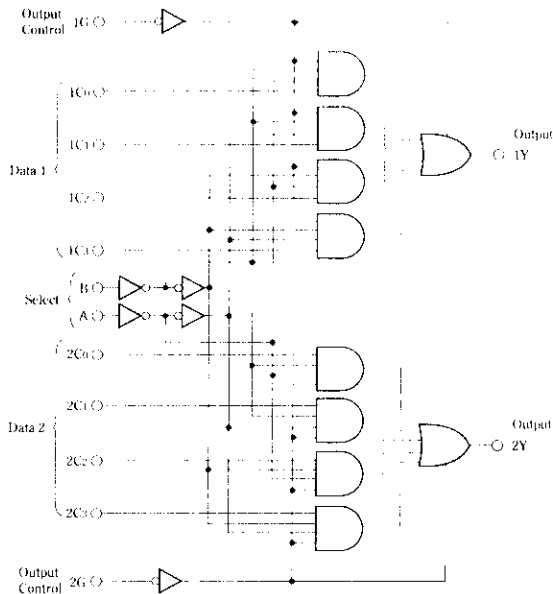 Output
Control 1G
1C0
1C1
Data 1
1C2
1C3
Select
B
A
2C0
2C1
Data 2
2C2
2C3
Output
Control 2G
Output
1Y
Output
2Y